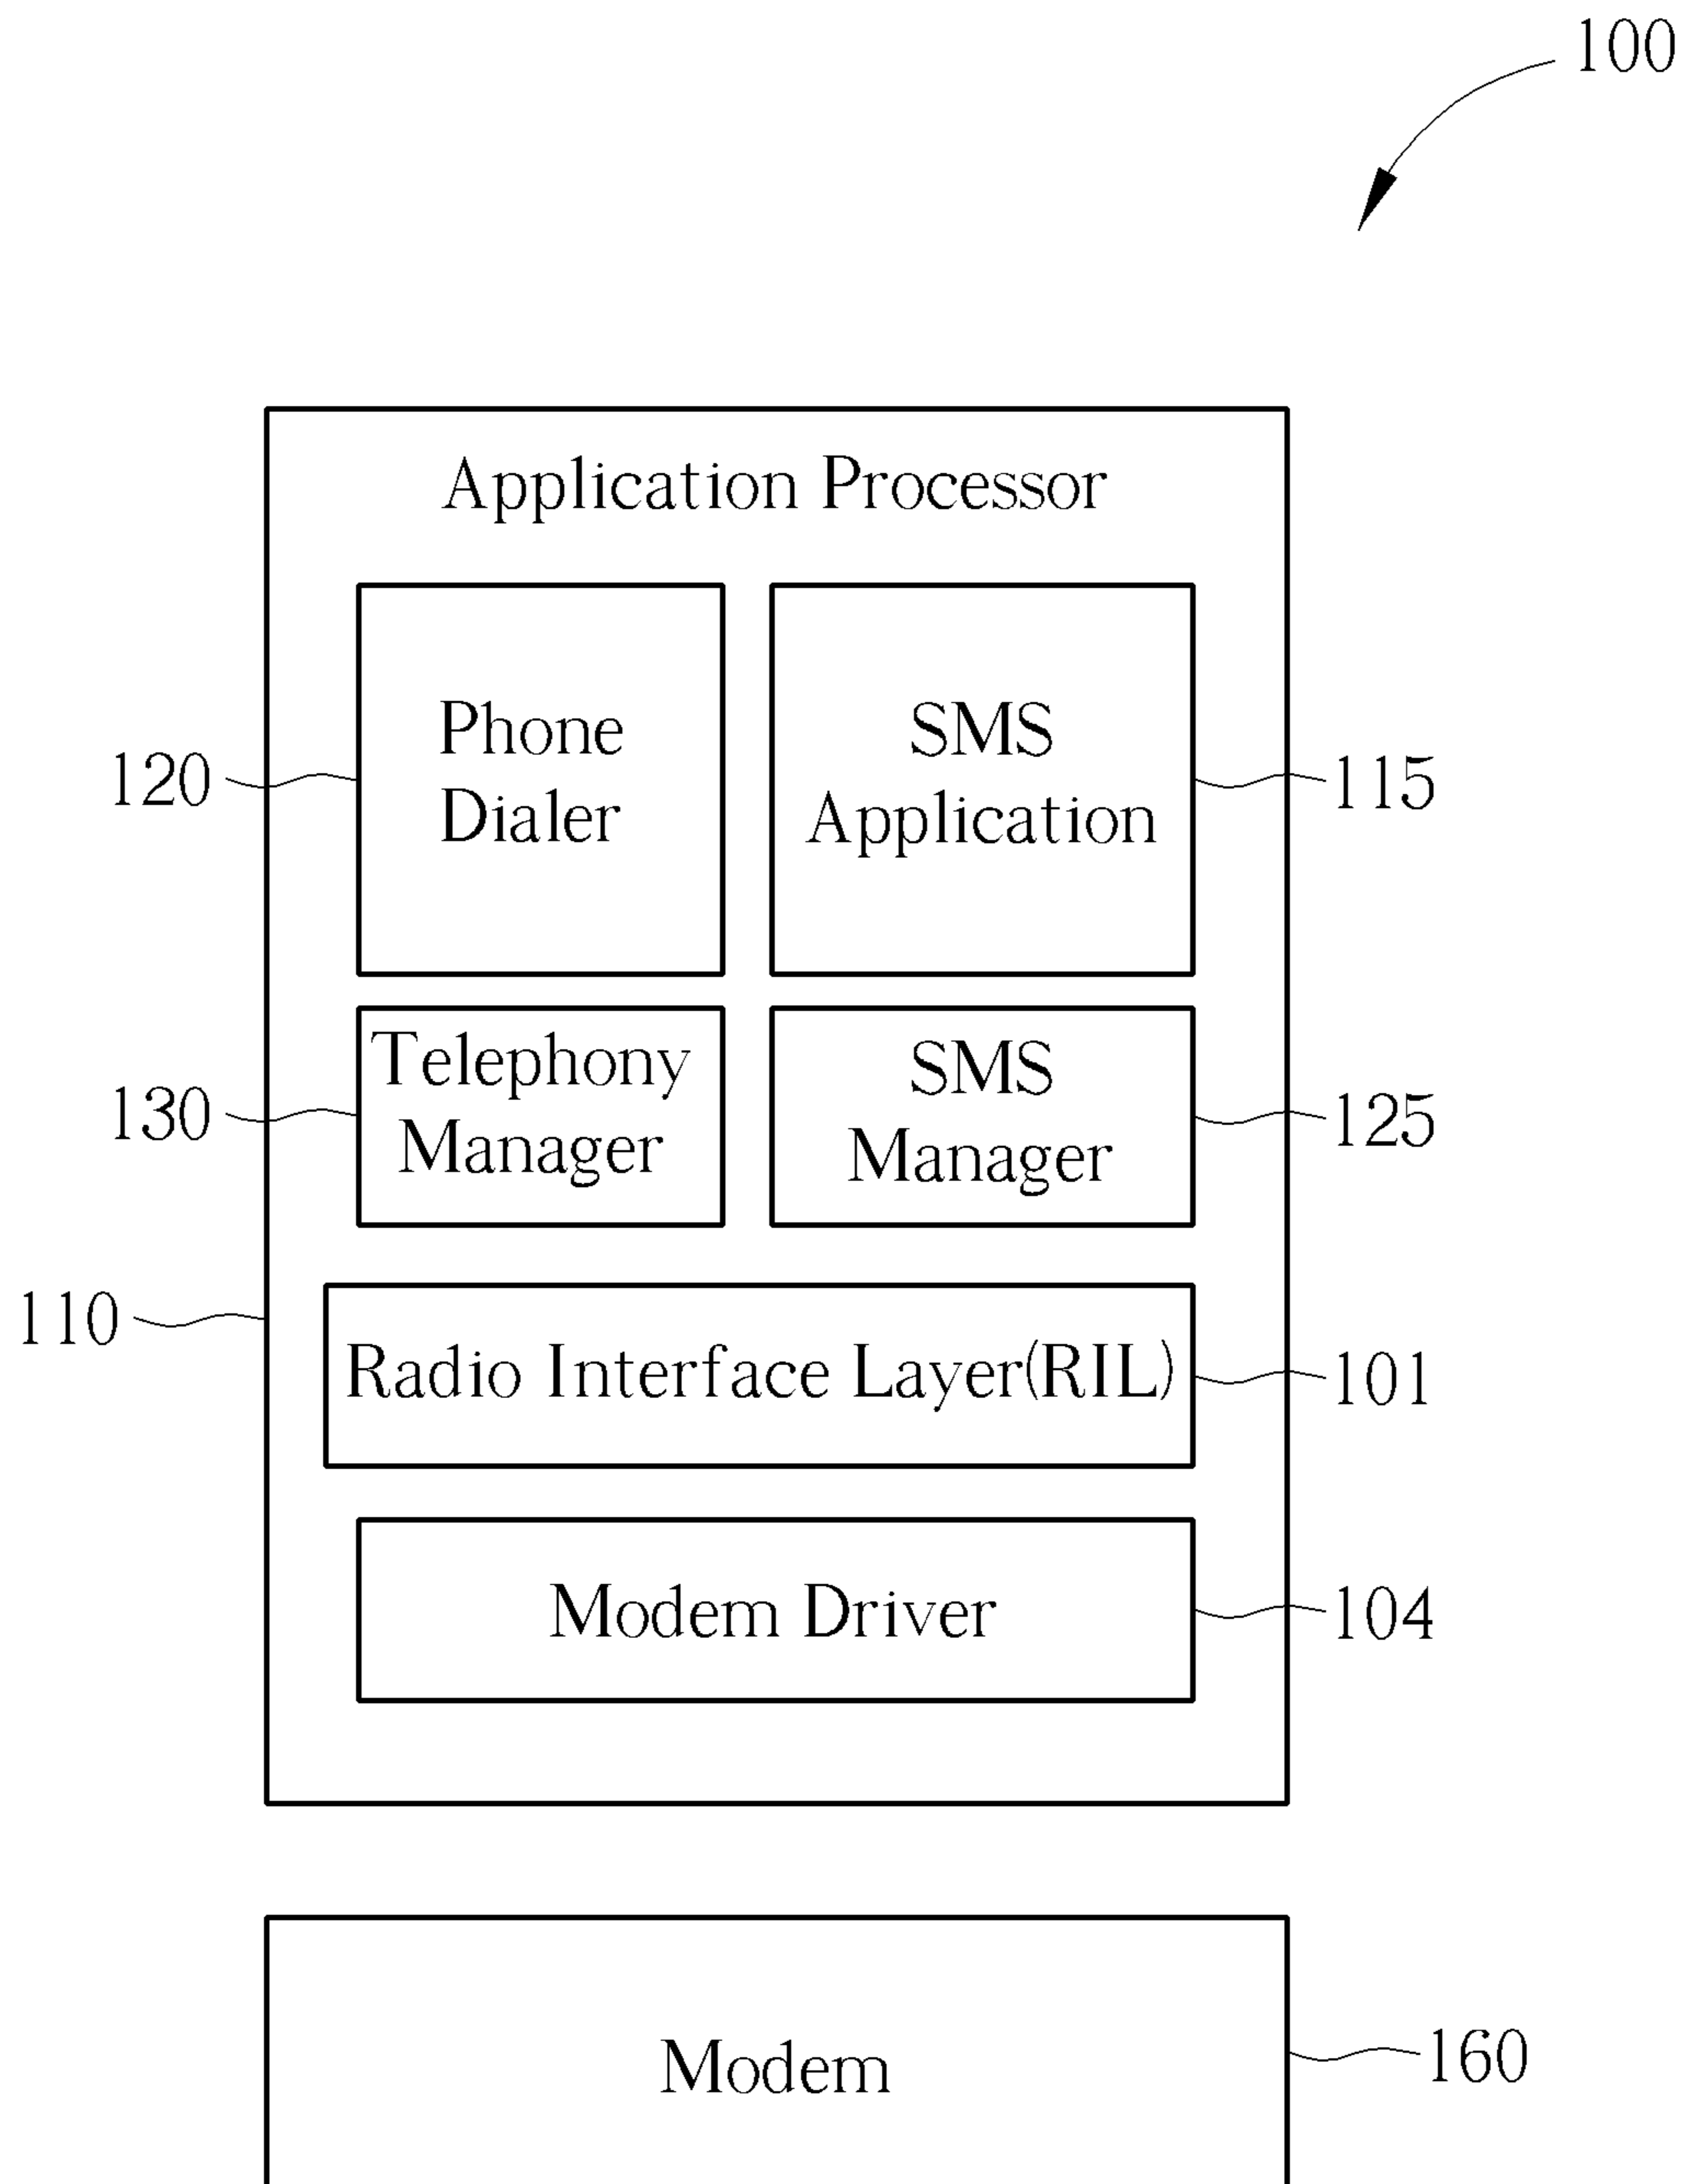 100
Application Processor
Phone
Dialer
SMS
Application
120
115
Telephony
Manager
SMS
Manager
130
125
110
Radio Interface Layer(RIL)
101
Modem Driver
104
Modem
160